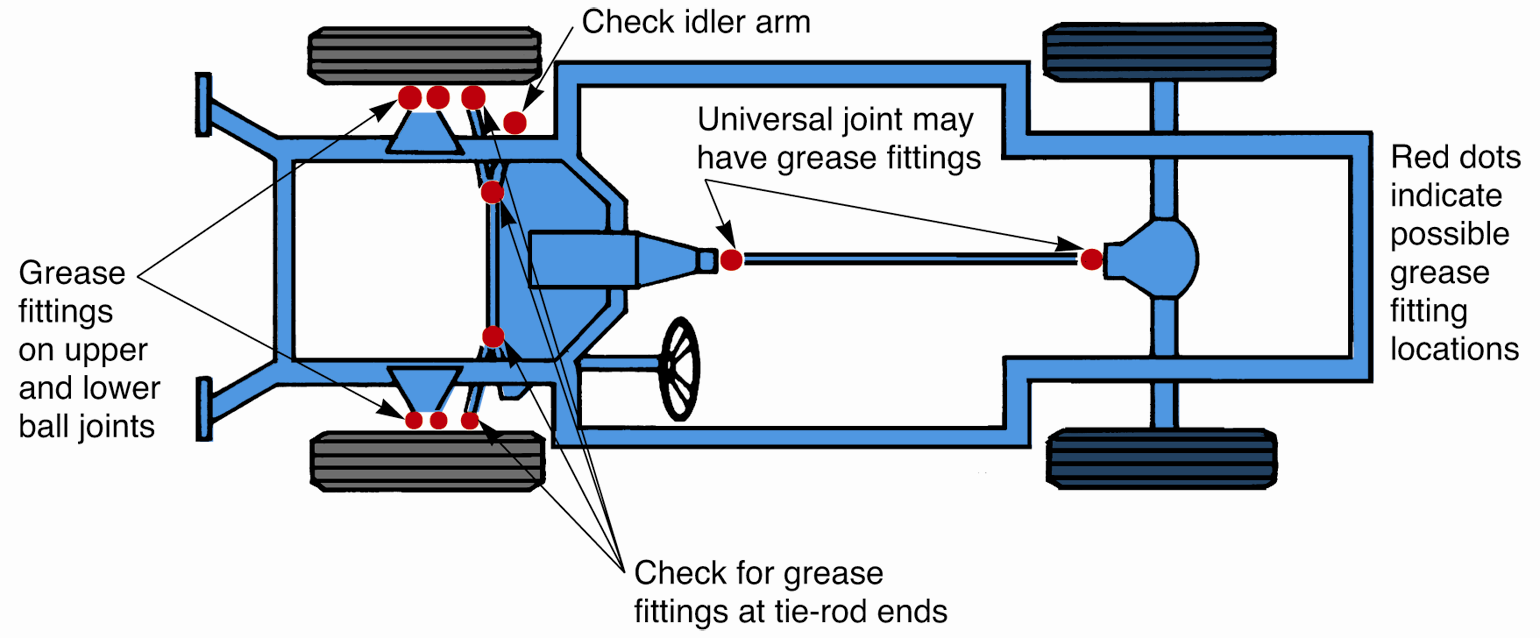 Check idler arm
Universal joint may
have grease fittings
Red dots
indicate
possible
grease
fitting
locations
Grease
fittings
on upper
and lower
ball joints
Check for grease
fittings at tie-rod ends